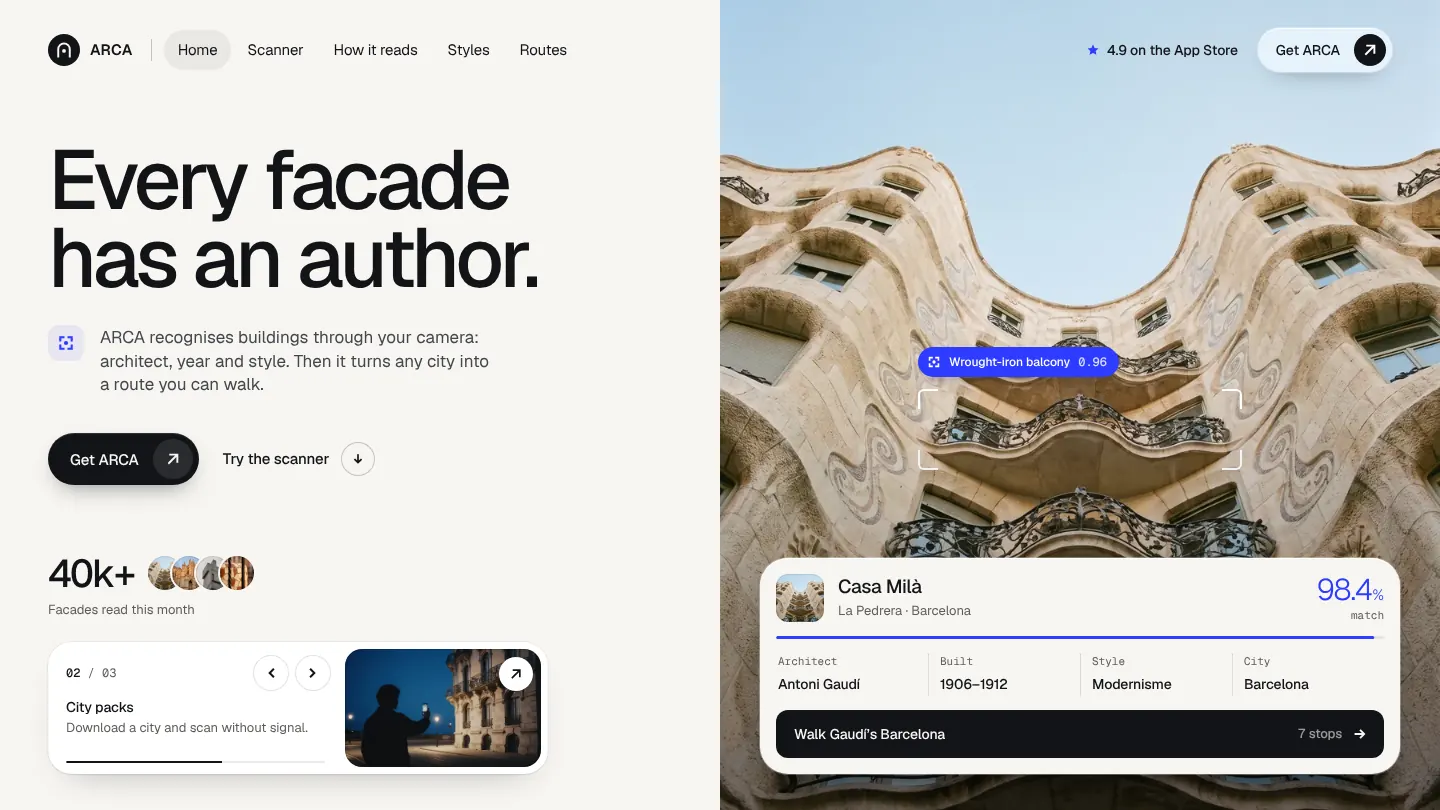 ARCA
Home
Scanner
How it reads
Styles
Routes
4.9 on the App Store
Get ARCA
Every facade
has an author.
ARCA recognises buildings through your camera:
architect, year and style. Then it turns any city into
a route you can walk.
Get ARCA
Try the scanner
40k+
Facades read this month
02 / 03
City packs
Download a city and scan without signal.
Wrought-iron balcony 0.96
Casa Milà
La Pedrera · Barcelona
98.4%
match
Architect
Antoni Gaudí
Built
1906–1912
Style
Modernisme
City
Barcelona
Walk Gaudí’s Barcelona
7 stops